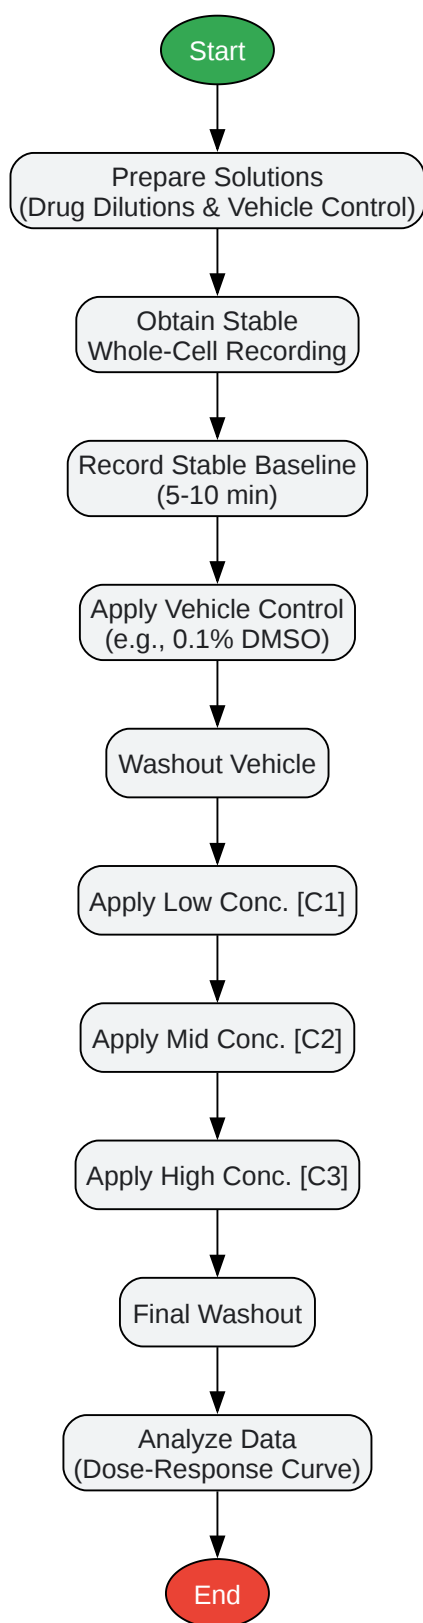 Start
Prepare Solutions
(Drug Dilutions & Vehicle Control)
Obtain Stable
Whole-Cell Recording
Record Stable Baseline
(5-10 min)
Apply Vehicle Control
(e.g., 0.1% DMSO)
Washout Vehicle
Apply Low Conc. [C1]
Apply Mid Conc. [C2]
Apply High Conc. [C3]
Final Washout
Analyze Data
(Dose-Response Curve)
End